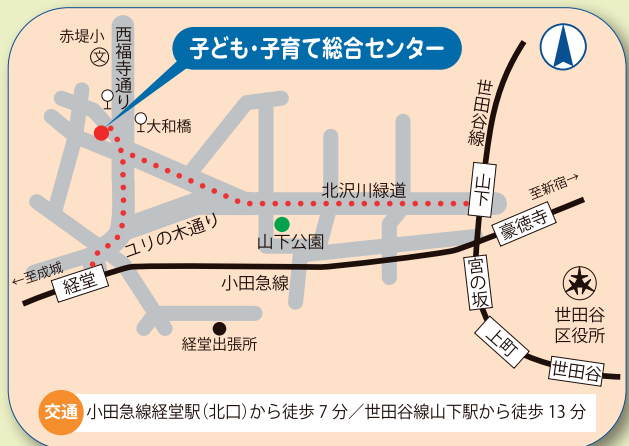 赤堤小
文
西福寺通り
子ども・子育て総合センター
大和橋
世田谷線
北沢川緑道
山下
至新宿→
豪徳寺
山下公園
ユリの木通り
←至成城
経堂
小田急線
宮の坂
世田谷
区役所
上町
世田谷
経堂出張所
交通 小田急線経堂駅（北口）から徒歩 7 分／世田谷線山下駅から徒歩 13 分